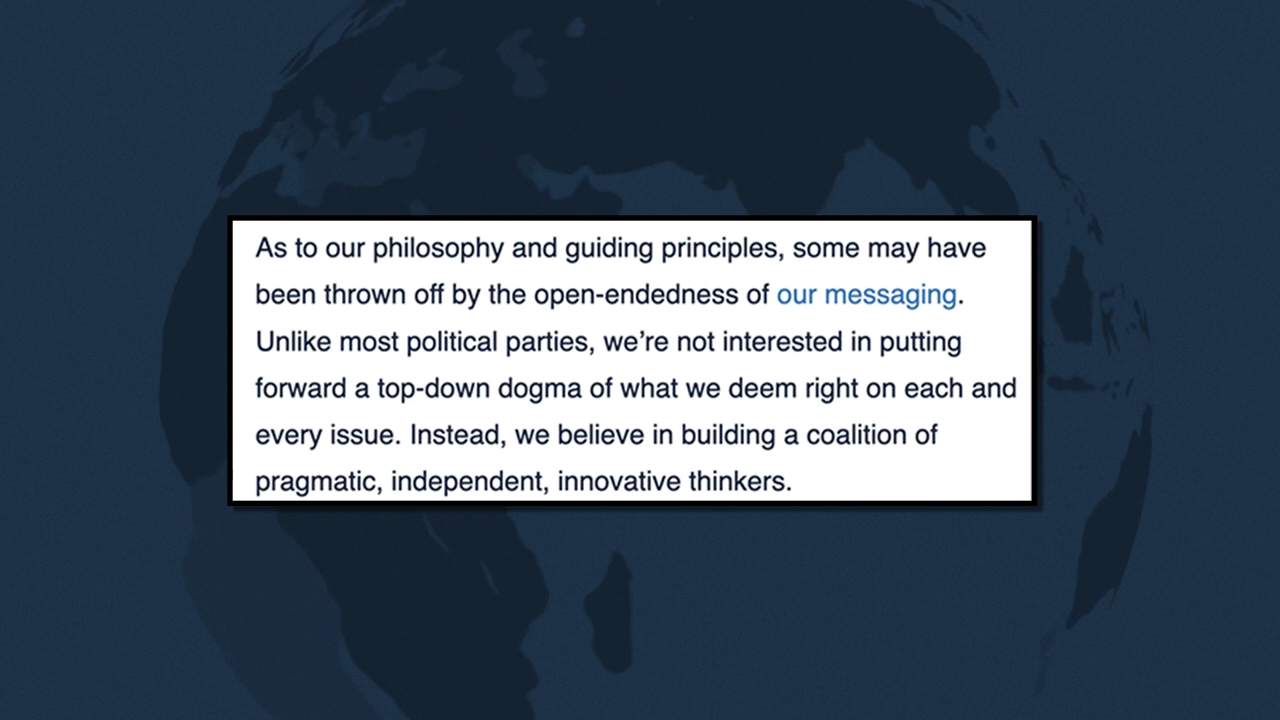 As to our philosophy and guiding principles, some may have
been thrown off by the open-endedness of our messaging.
Unlike most political parties, we’re not interested in putting
forward a top-down dogma of what we deem right on each and
every issue. Instead, we believe in building a coalition of
pragmatic, independent, innovative thinkers.